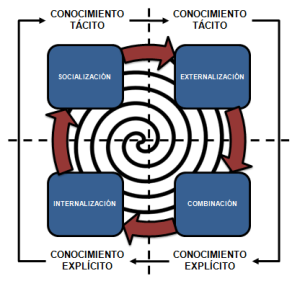 CONOCIMIENTO
TÁCITO
CONOCIMIENTO
TÁCITO
SOCIALIZACIÓN
EXTERNALIZACIÓN
INTERNALIZACIÓN
COMBINACIÓN
CONOCIMIENTO
EXPLÍCITO
CONOCIMIENTO
EXPLÍCITO